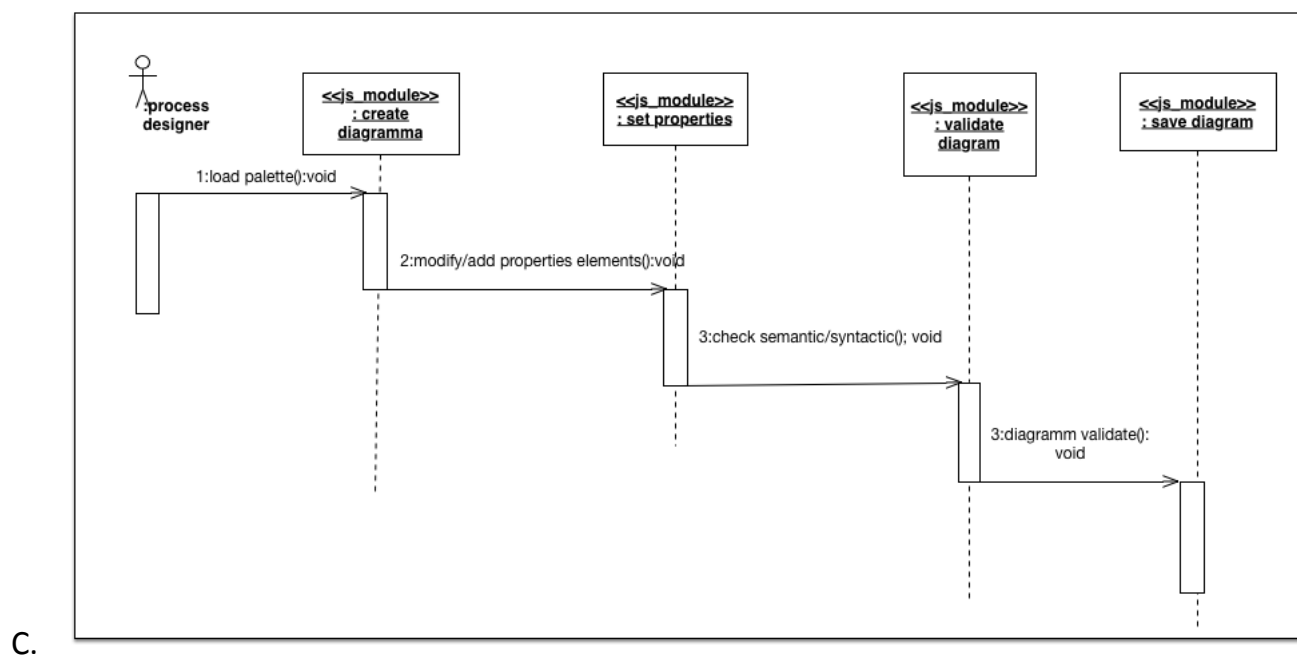 :process
designer
<<js_module>>
: create
diagramma
<<js_module>>
: set properties
<<js_module>>
: validate
diagram
<<js_module>>
: save diagram
1:load palette():void
2:modify/add properties elements():void
3:check semantic/syntactic(); void
3:diagramm validate():
void
C.